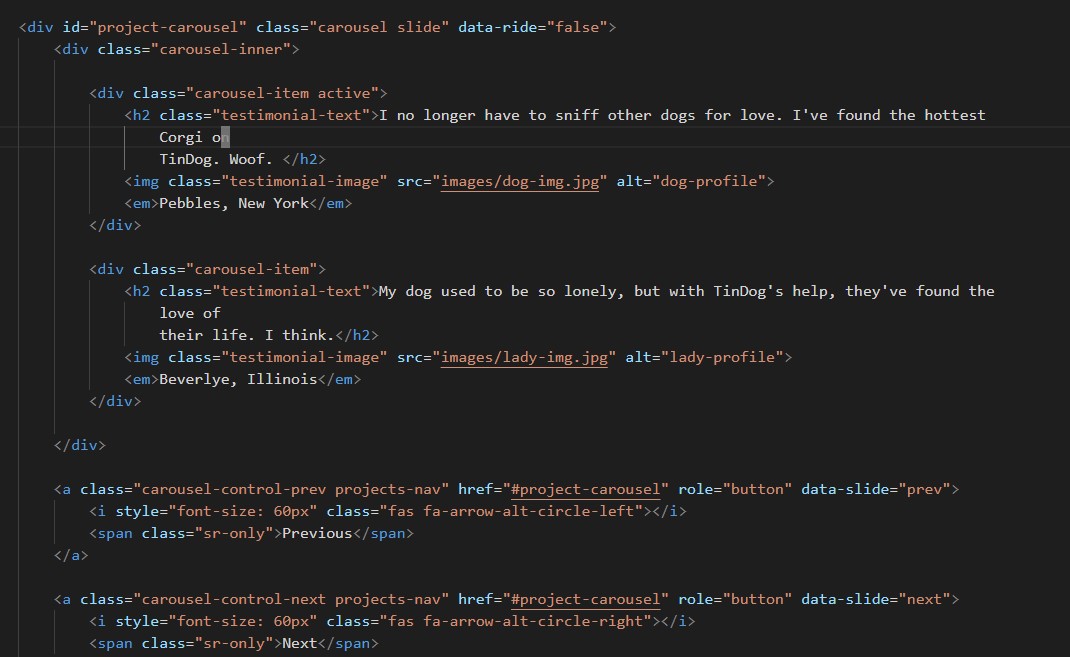 <div id="project-carousel" class="carousel slide" data-ride="false">
<div class="carousel-inner">
<div class="carousel-item active">
<h2 class="testimonial-text">I no longer have to sniff other dogs for love. I've found the hottest
Corgi on
TinDog. Woof. </h2>
<img class="testimonial-image" src="images/dog-img.jpg" alt="dog-profile">
<em>Pebbles, New York</em>
</div>
<div class="carousel-item">
<h2 class="testimonial-text">My dog used to be so lonely, but with TinDog's help, they've found the
love of
their life. I think.</h2>
<img class="testimonial-image" src="images/lady-img.jpg" alt="lady-profile">
<em>Beverlye, Illinois</em>
</div>
</div>
<a class="carousel-control-prev projects-nav" href="#project-carousel" role="button" data-slide="prev">
<i style="font-size: 60px" class="fas fa-arrow-alt-circle-left"></i>
<span class="sr-only">Previous</span>
</a>
<a class="carousel-control-next projects-nav" href="#project-carousel" role="button" data-slide="next">
<i style="font-size: 60px" class="fas fa-arrow-alt-circle-right"></i>
<span class="sr-only">Next</span>